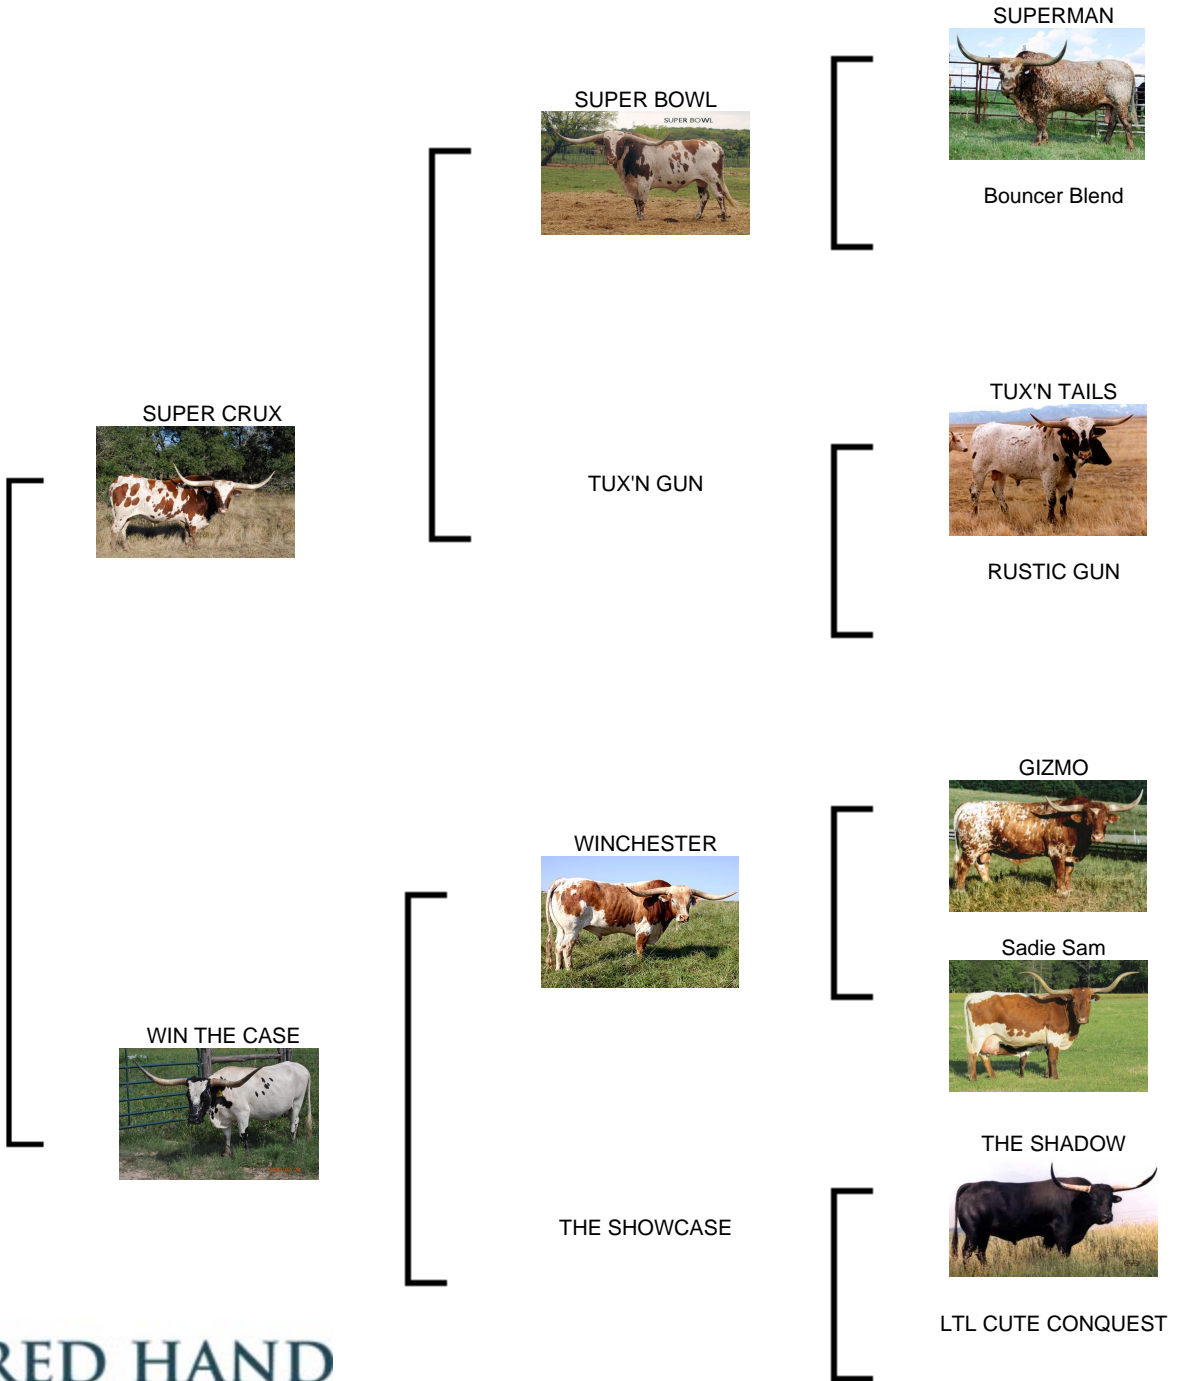 SUPERMAN
SUPER BOWL
SUPER BOWL
Bouncer Blend
TUX'N TAILS
SUPER CRUX
TUX'N GUN
RUSTIC GUN
GIZMO
WINCHESTER
Sadie Sam
WIN THE CASE
THE SHADOW
THE SHOWCASE
LTL CUTE CONQUEST
RED HAND